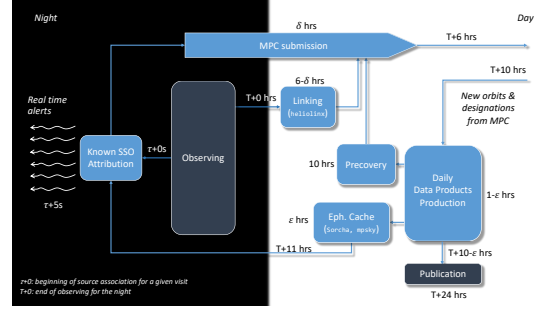 Night
Day
δ hrs
MPC submission
T+6 hrs
T+10 hrs
6-δ hrs
T+0 hrs
Linking
(heliolinx)
New orbits &
designations
from MPC
Real time
alerts
Known SSO
Attribution
τ+0s
Observing
10 hrs
Precovery
Daily
Data Products
Production
1-ε hrs
τ+5s
ε hrs
Eph. Cache
(Sorcha, mpsky)
T+11 hrs
T+10-ε hrs
Publication
T+24 hrs
τ+0: beginning of source association for a given visit
T+0: end of observing for the night